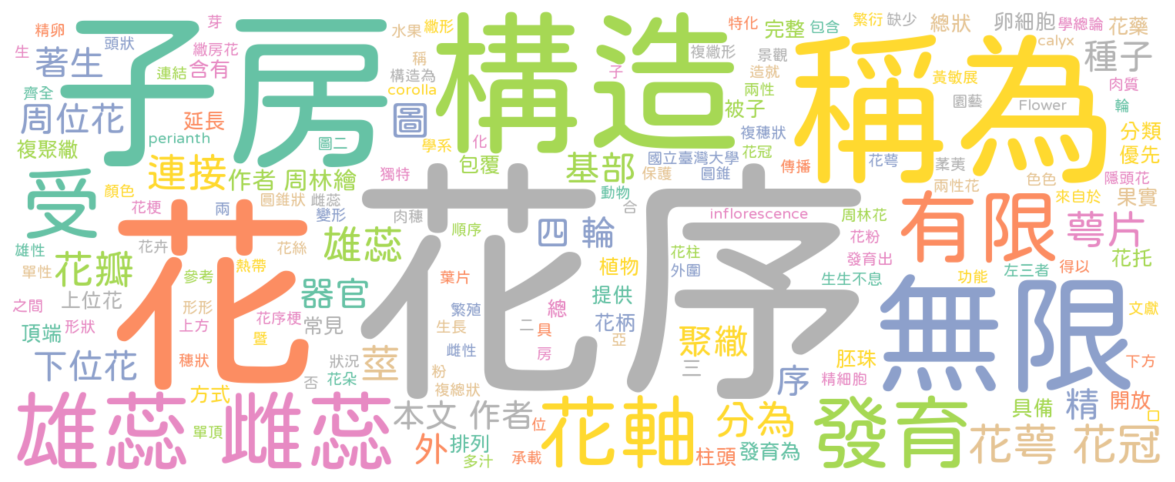 花序
花
子房
構造
稱為
無限
有限
受
雄蕊 雌蕊
花軸
發育
花萼 花冠
萼片
種子
圖
四 輪
基部
連接
器官
雄蕊
花瓣
周位花
下位花
著生
聚繖
分為
本文 作者
作者 周林繪
外
莖
序
精
精卵
頭狀
芽
水果
繖形
特化
完整
包含
繁衍
缺少
總狀
卵細胞
學總論
花藥
生
繖房花
連結
含有
稱
構造為
複繖形
景觀
造就
子
兩性
corolla
calyx
黃敏展
肉質
齊全
延長
圖二
被子
園藝
Flower
輪
perianth
學系
化
複穗狀
花冠
分類
優先
複聚繖
包覆
國立臺灣大學
保護
圓錐
傳播
花萼
葇荑
隱頭花
顏色
圓錐狀
雌蕊
獨特
動物
兩性花
色色
來自於
果實
花梗
兩
變形
肉穗
順序
合
inflorescence
周林花
雄性
花卉
花絲
花柱
外圍
花粉
發育出
花托
單性
參考
熱帶
葉片
植物
生生不息
功能
左三者
得以
上位花
之間
形形
上方
花序梗
繁殖
總
提供
文獻
頂端
形狀
暨
常見
生長
二
具
花柄
狀況
雌性
房
亞
三
胚珠
下方
穗狀
否
花朵
粉
複總狀
精細胞
方式
位
具備
開放
單頂
排列
多汁
承載
柱頭
發育為
口